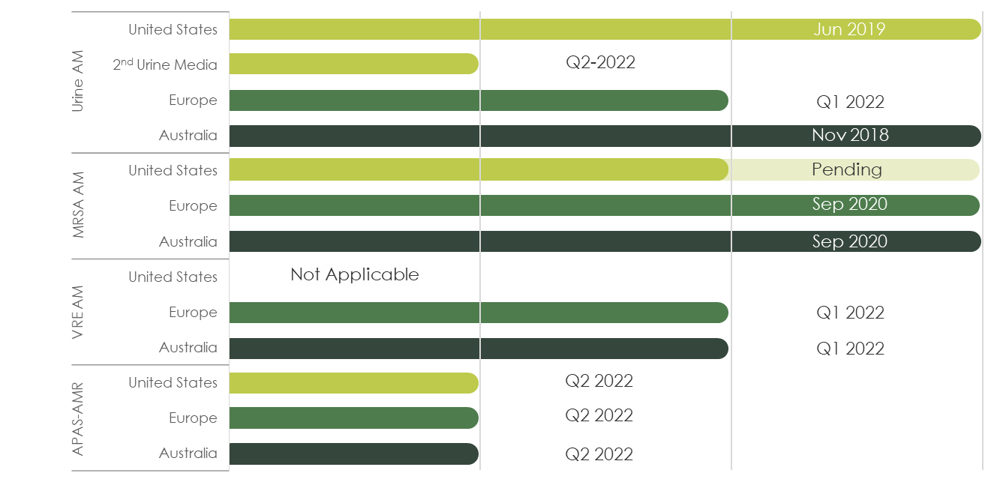 Urine AM
United States Jun 2019
2nd Urine Media Q2-2022
Europe Q1 2022
Australia Nov 2018
MRSA AM
United States Pending
Europe Sep 2020
Australia Sep 2020
VRE AM
United States Not Applicable
Europe Q1 2022
Australia Q1 2022
APAS-AMR
United States Q2 2022
Europe Q2 2022
Australia Q2 2022